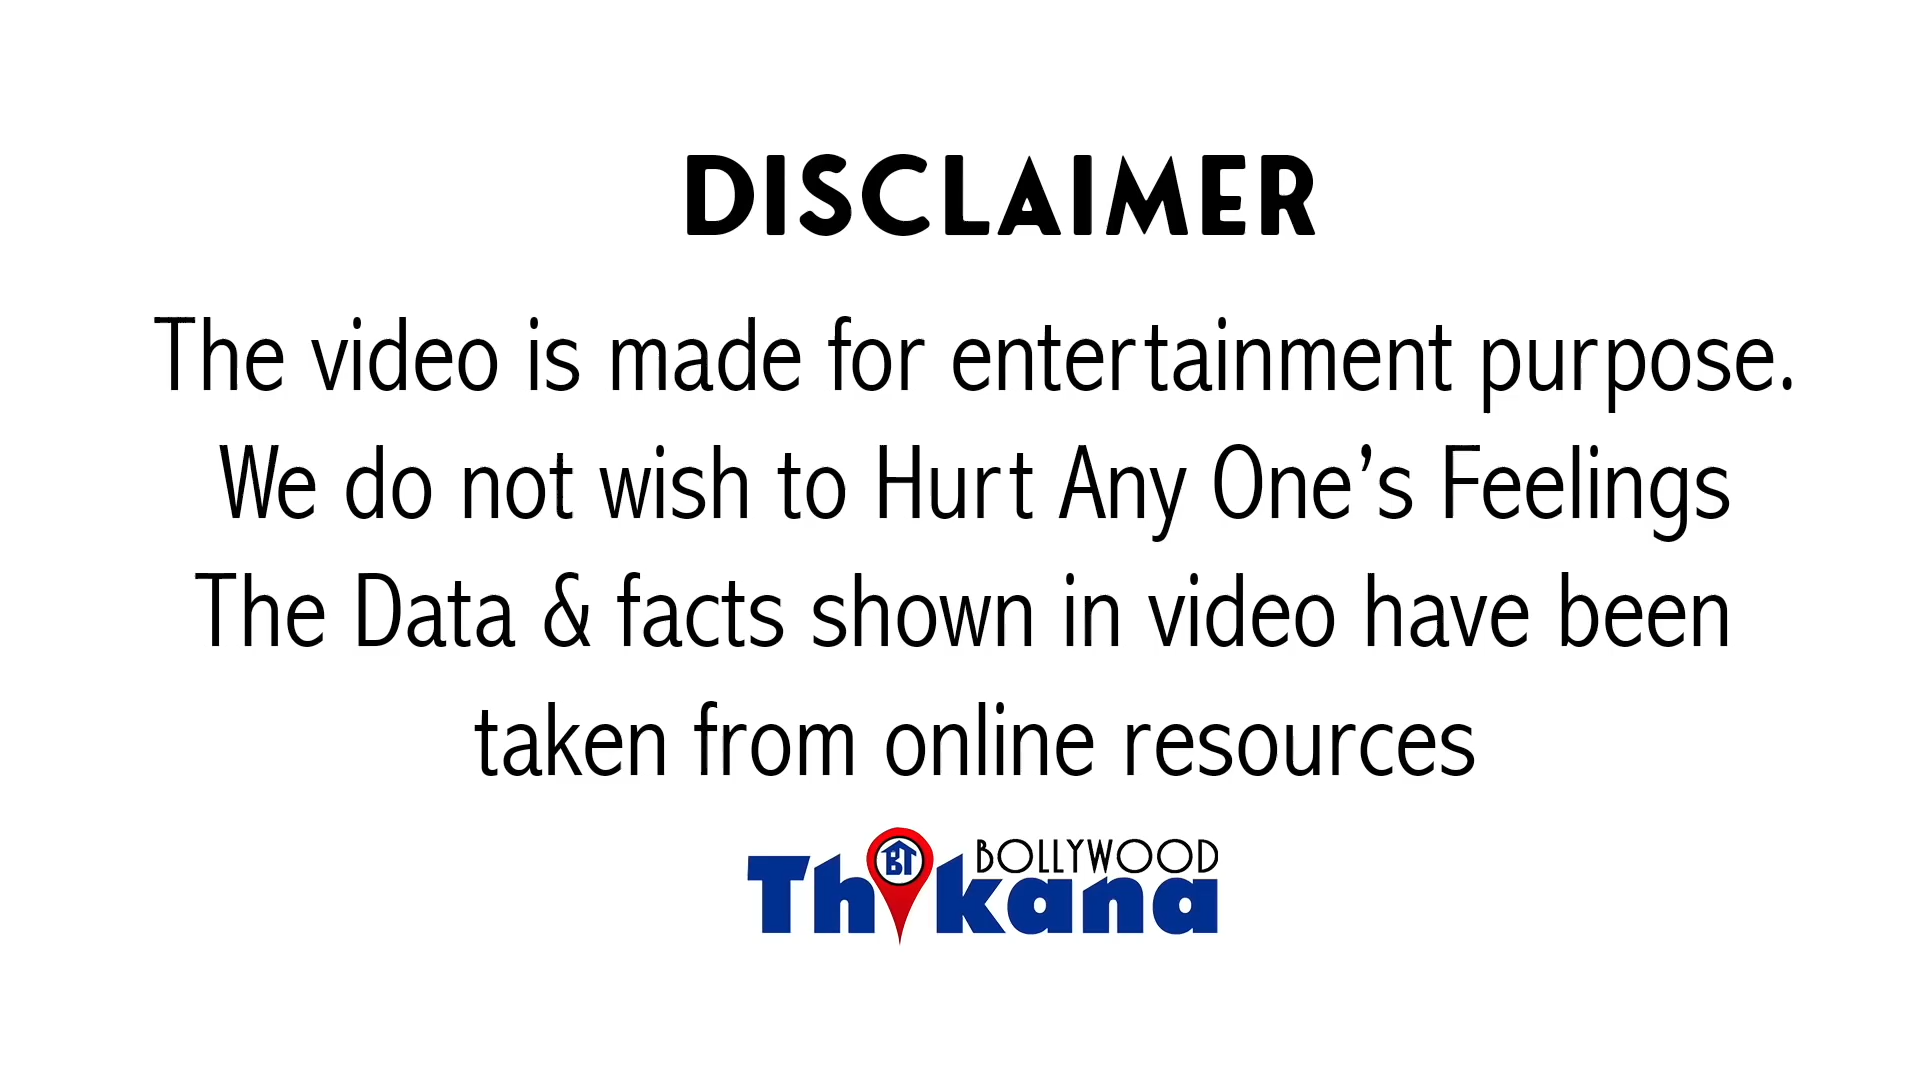 DISCLAIMER
The video is made for entertainment purpose.
We do not wish to Hurt Any One’s Feelings
The Data & facts shown in video have been
taken from online resources
BT
BOLLYWOOD
Thikana